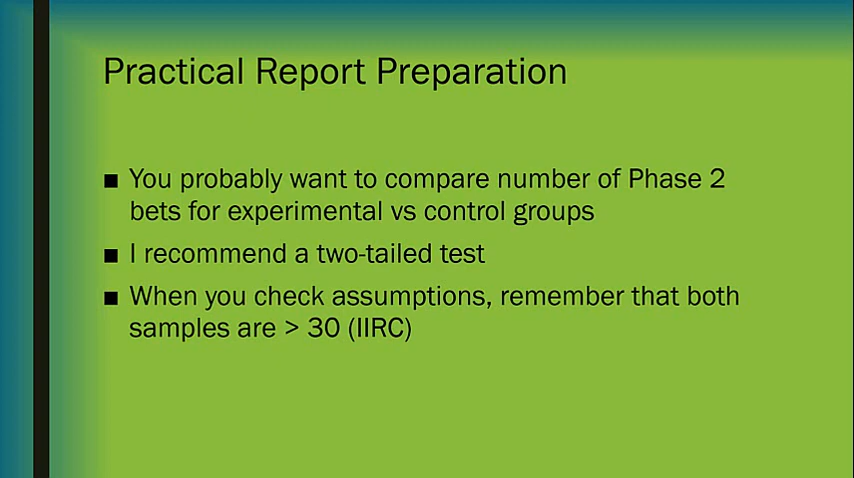 Practical Report Preparation
■ You probably want to compare number of Phase 2
bets for experimental vs control groups
■ I recommend a two-tailed test
■ When you check assumptions, remember that both
samples are > 30 (IIRC)